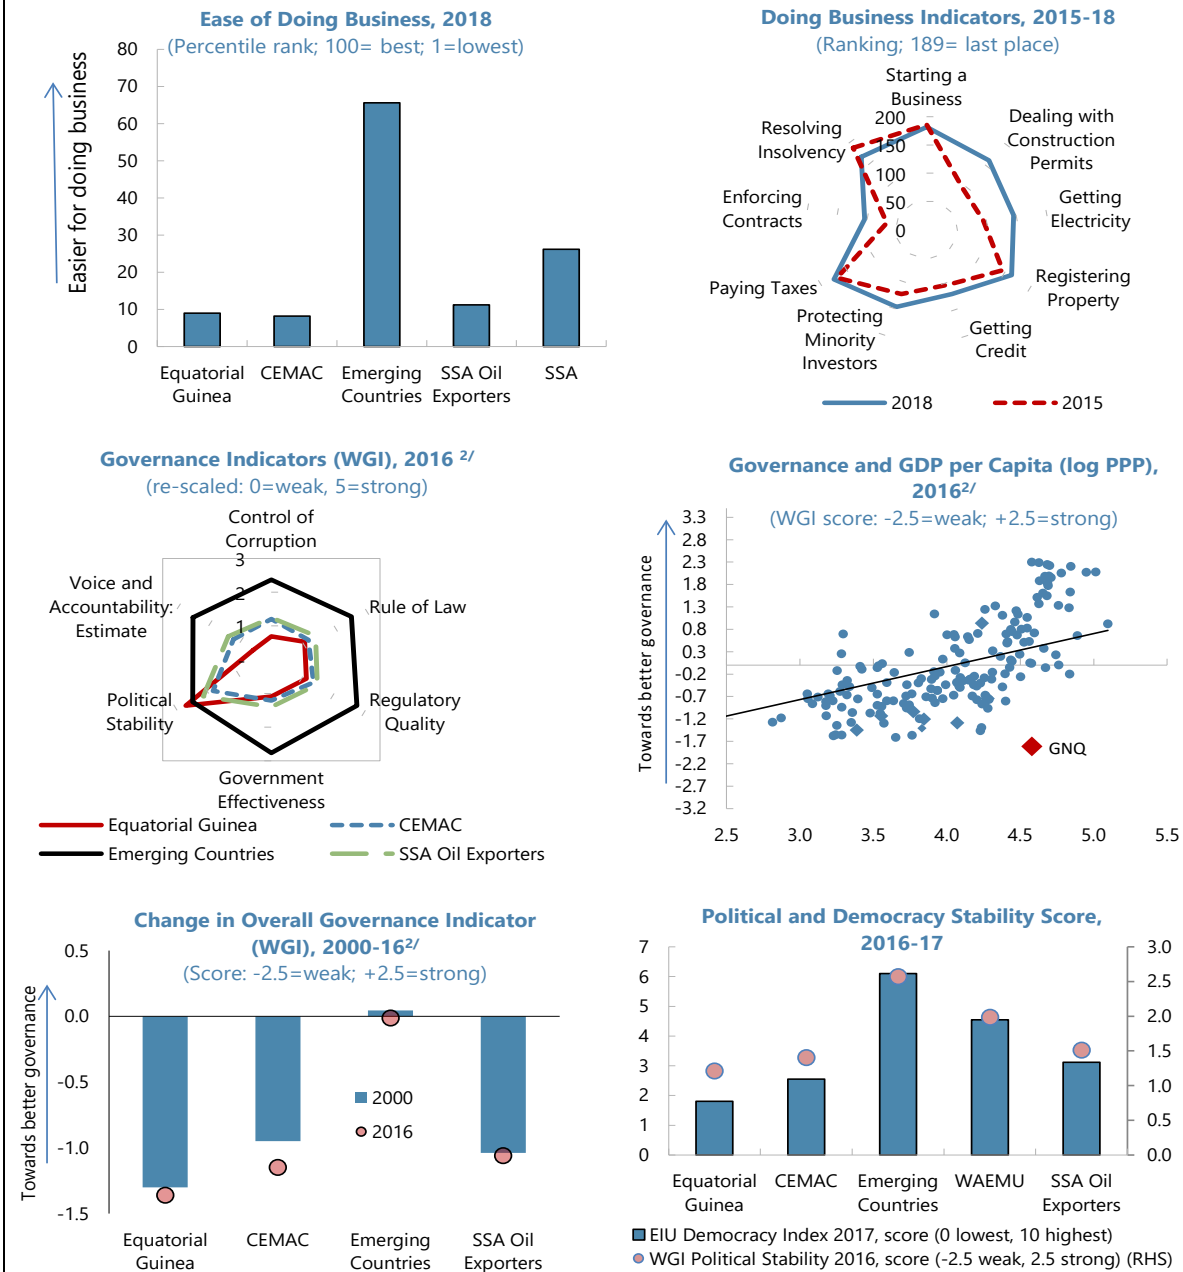 Ease of Doing Business, 2018
(Percentile rank; 100= best; 1=lowest)
Easier for doing business
80
70
60
50
40
30
20
10
0
Equatorial Guinea
CEMAC
Emerging Countries
SSA Oil Exporters
SSA
Doing Business Indicators, 2015-18
(Ranking; 189= last place)
Starting a Business
Dealing with Construction Permits
Getting Electricity
Registering Property
Getting Credit
Protecting Minority Investors
Paying Taxes
Enforcing Contracts
Resolving Insolvency
200
150
100
50
0
2018
2015
Governance Indicators (WGI), 2016 2/
(re-scaled: 0=weak, 5=strong)
Control of Corruption
Rule of Law
Regulatory Quality
Government Effectiveness
Political Stability
Voice and Accountability: Estimate
3
2
1
Equatorial Guinea
CEMAC
Emerging Countries
SSA Oil Exporters
Governance and GDP per Capita (log PPP), 2016 2/
(WGI score: -2.5=weak; +2.5=strong)
Towards better governance
3.3
2.8
2.3
1.8
1.3
0.8
0.3
-0.2
-0.7
-1.2
-1.7
-2.2
-2.7
-3.2
GNQ
2.5
3.0
3.5
4.0
4.5
5.0
5.5
Change in Overall Governance Indicator (WGI), 2000-16 2/
(Score: -2.5=weak; +2.5=strong)
Towards better governance
0.5
0.0
-0.5
-1.0
-1.5
2000
2016
Equatorial Guinea
CEMAC
Emerging Countries
SSA Oil Exporters
Political and Democracy Stability Score, 2016-17
7
6
5
4
3
2
1
0
3.0
2.5
2.0
1.5
1.0
0.5
0.0
Equatorial Guinea
CEMAC
Emerging Countries
WAEMU
SSA Oil Exporters
EIU Democracy Index 2017, score (0 lowest, 10 highest)
WGI Political Stability 2016, score (-2.5 weak, 2.5 strong) (RHS)